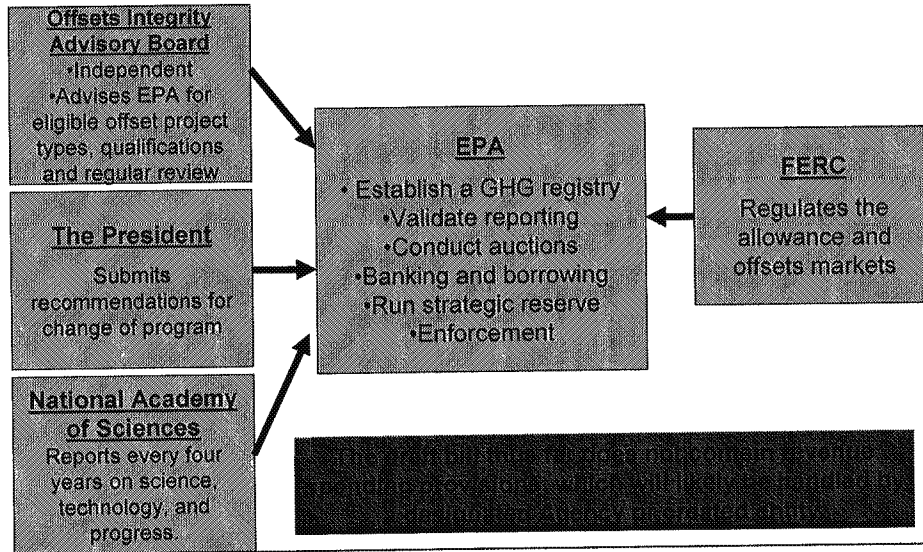 Offsets Integrity
Advisory Board
•Independent
•Advises EPA for
eligible offset project
types, qualifications
and regular review
The President
Submits
recommendations for
change of program
National Academy
of Sciences
Reports every four
years on science,
technology, and
progress.
EPA
• Establish a GHG registry
•Validate reporting
•Conduct auctions
•Banking and borrowing
•Run strategic reserve
•Enforcement
FERC
Regulates the
allowance and
offsets markets